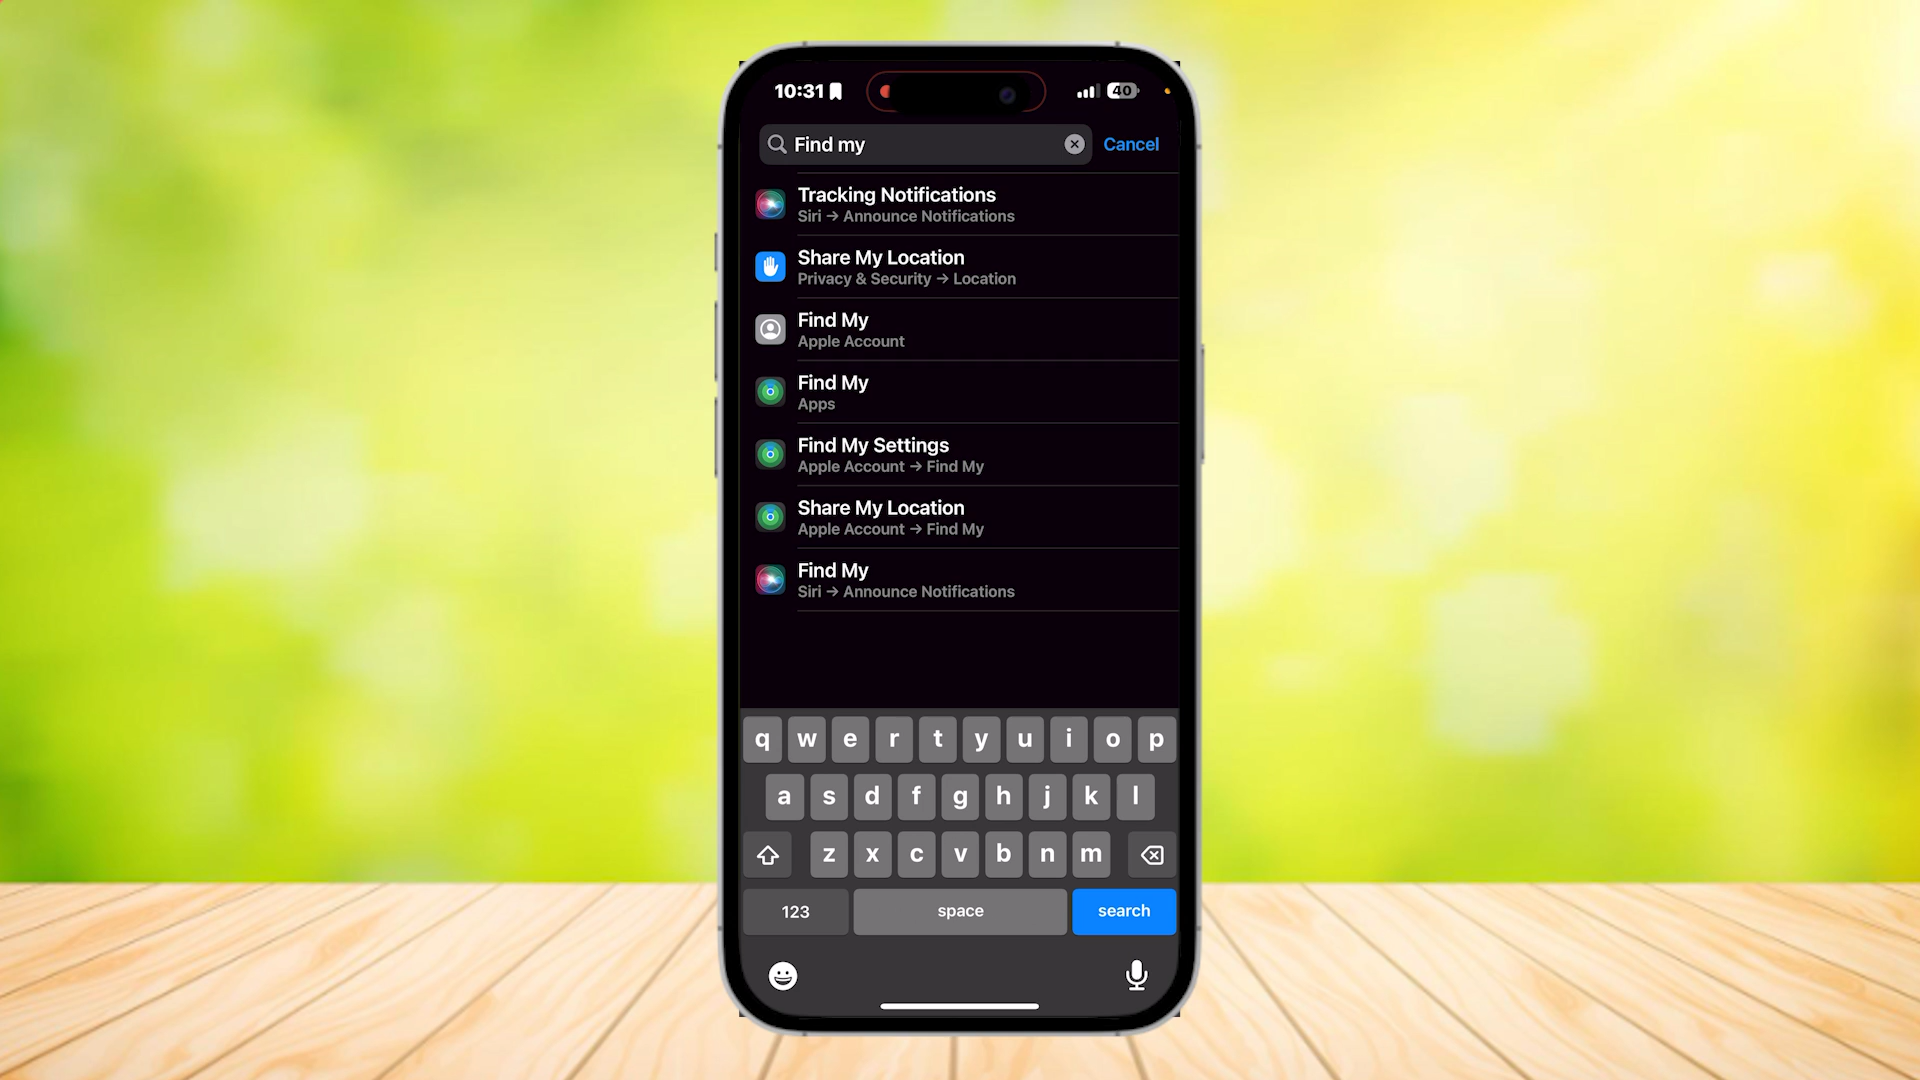 10:31
40
Find my
Cancel
Tracking Notifications
Siri → Announce Notifications
Share My Location
Privacy & Security → Location
Find My
Apple Account
Find My
Apps
Find My Settings
Apple Account → Find My
Share My Location
Apple Account → Find My
Find My
Siri → Announce Notifications
q w e r t y u i o p
a s d f g h j k l
z x c v b n m
123 space search